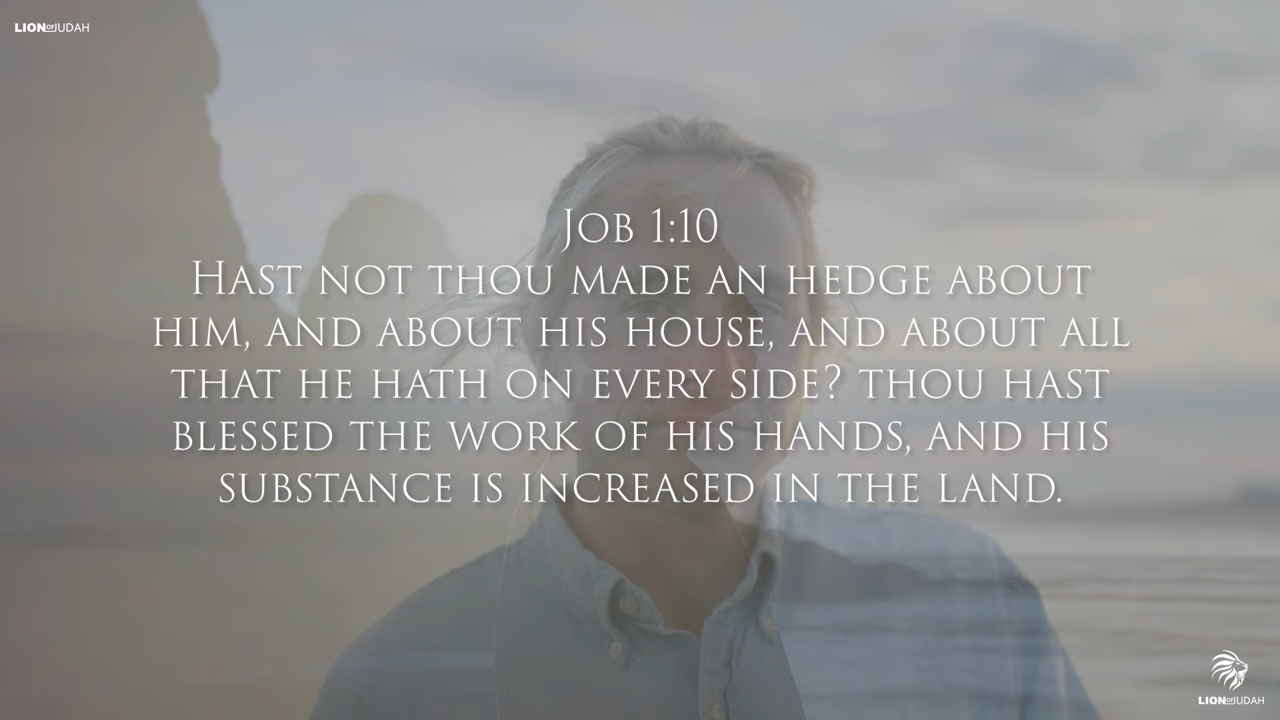 LION OF JUDAH
Job 1:10
Hast not thou made an hedge about
him, and about his house, and about all
that he hath on every side? thou hast
blessed the work of his hands, and his
substance is increased in the land.
LION OF JUDAH